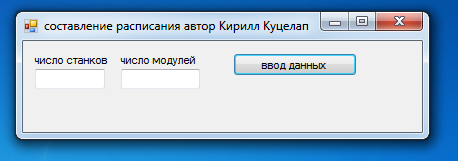 составление расписания автор Кирилл Куцелап
число станков число модулей ввод данных